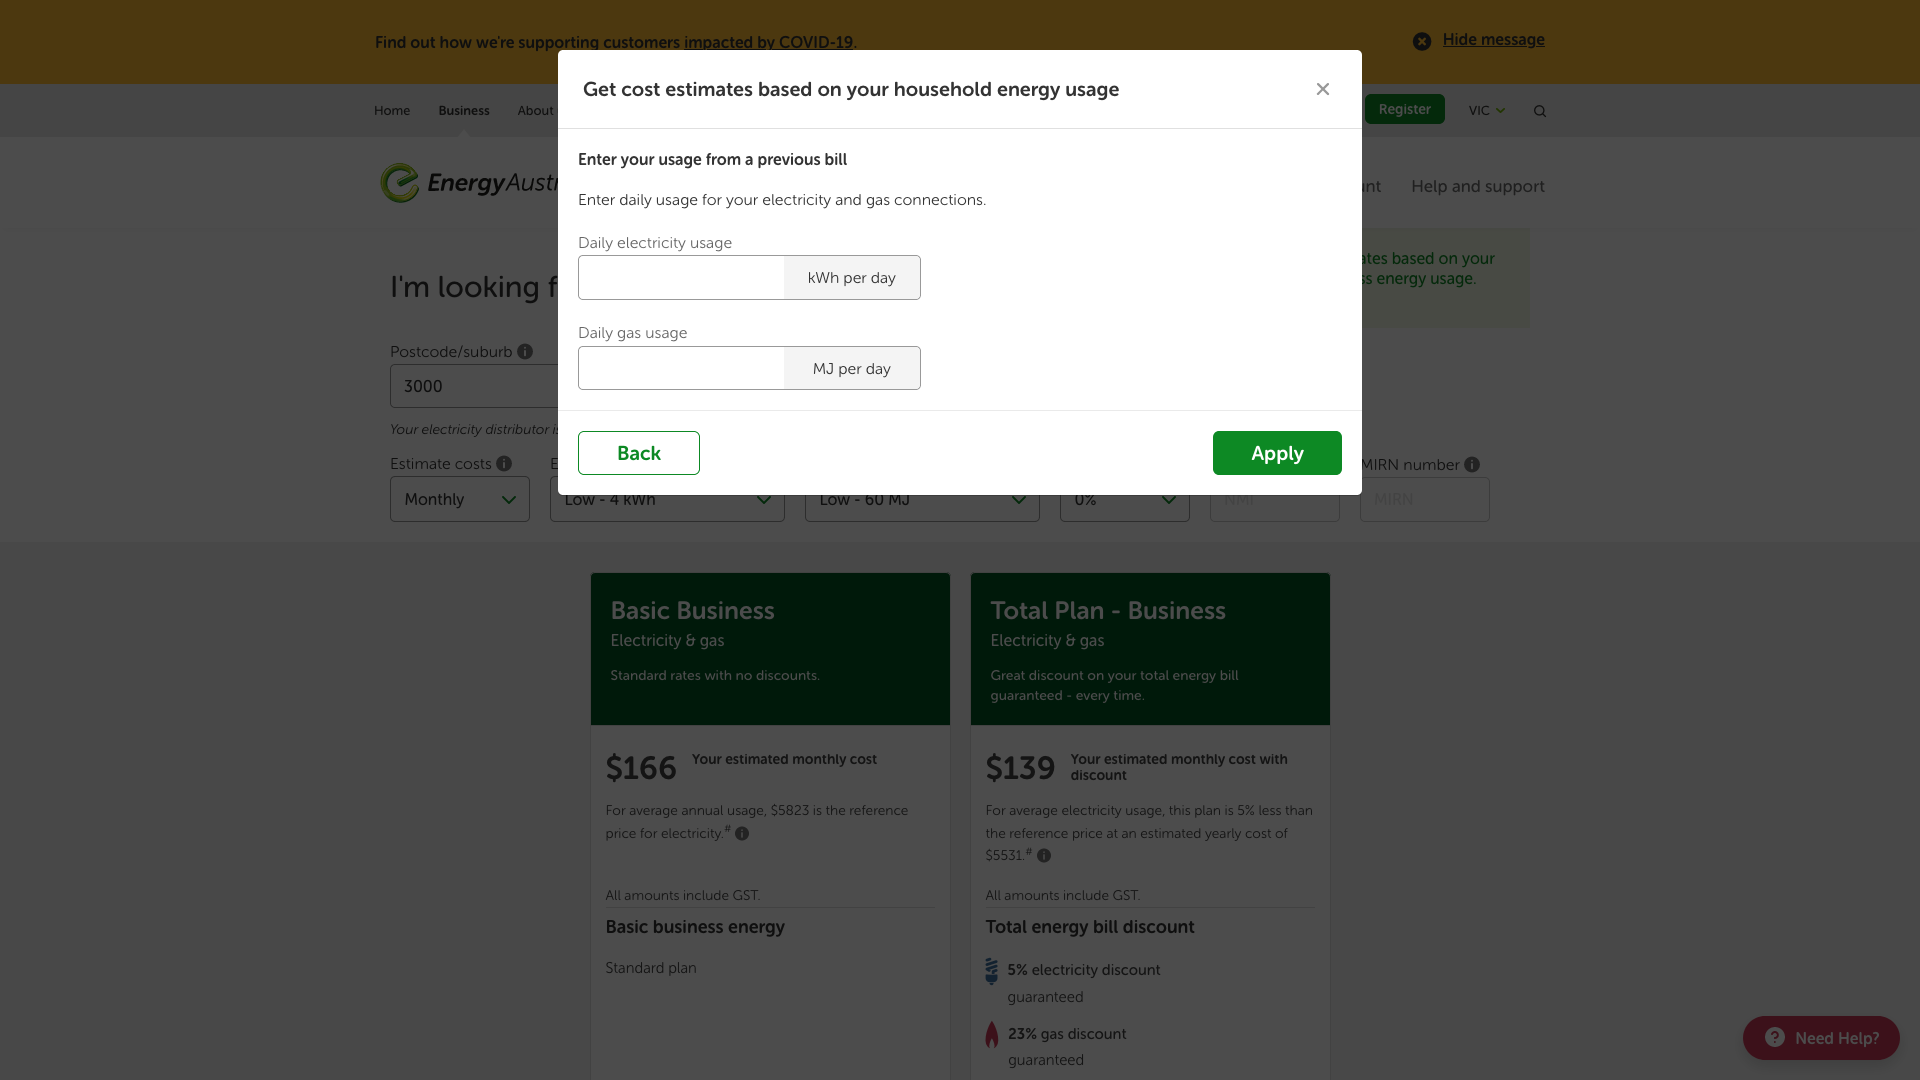 Find out how we're supporting customers impacted by COVID-19.
Hide message
Get cost estimates based on your household energy usage
Home
Business
About
Register
VIC
Enter your usage from a previous bill
EnergyAustr
Help and support
Enter daily usage for your electricity and gas connections.
Daily electricity usage
kWh per day
ates based on your
ss energy usage.
I'm looking f
Daily gas usage
MJ per day
Postcode/suburb
3000
Your electricity distributor is
Back
Apply
Estimate costs
E
MIRN number
Monthly
Low - 4 kWh
Low - 60 MJ
0%
NMI
MIRN
Basic Business
Electricity & gas
Standard rates with no discounts.
Total Plan - Business
Electricity & gas
Great discount on your total energy bill
guaranteed - every time.
$166
Your estimated monthly cost
For average annual usage, $5823 is the reference
price for electricity.#
All amounts include GST.
Basic business energy
Standard plan
$139
Your estimated monthly cost with
discount
For average electricity usage, this plan is 5% less than
the reference price at an estimated yearly cost of
$5531.#
All amounts include GST.
Total energy bill discount
5% electricity discount
guaranteed
23% gas discount
guaranteed
Need Help?